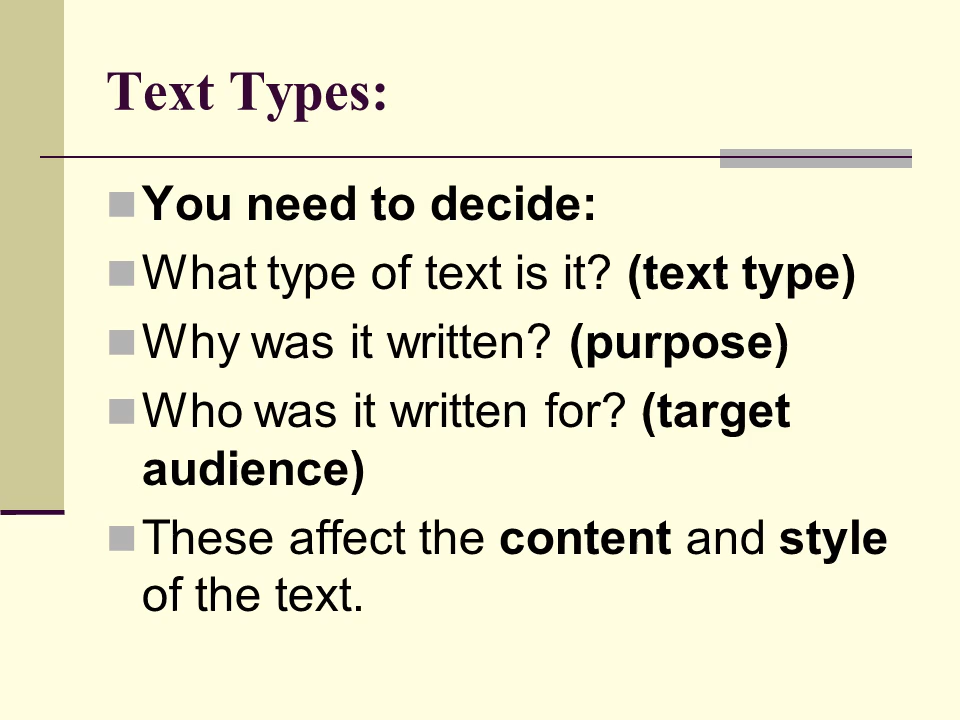 Text Types:
You need to decide:
What type of text is it? (text type)
Why was it written? (purpose)
Who was it written for? (target
audience)
These affect the content and style
of the text.